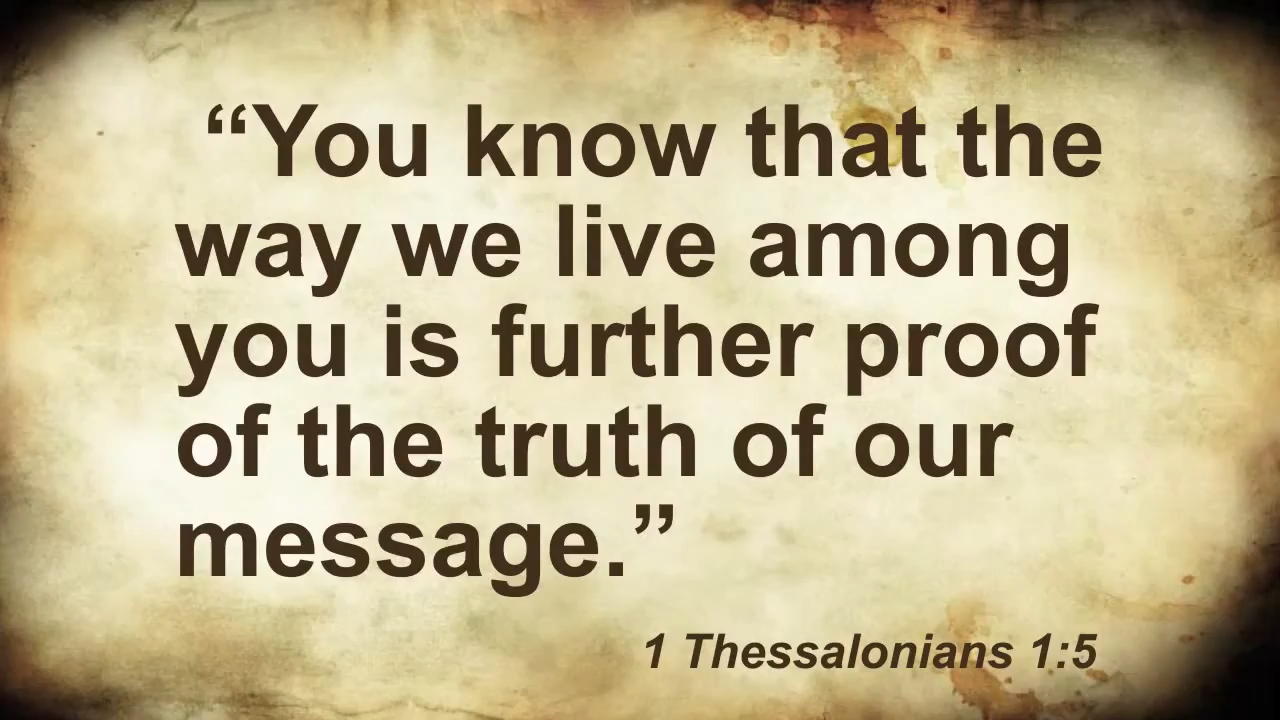 “You know that the
way we live among
you is further proof
of the truth of our
message.”
1 Thessalonians 1:5